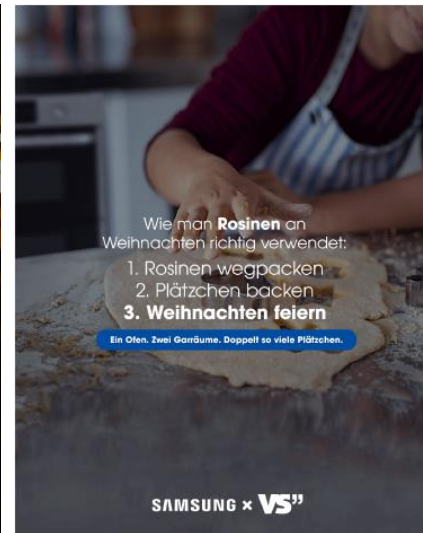 Wie man Rosinen an
Weihnachten richtig verwendet:
1. Rosinen wegpacken
2. Plätzchen backen
3. Weihnachten feiern
Ein Ofen. Zwei Garräume. Doppelt so viele Plätzchen.
SAMSUNG × VS”